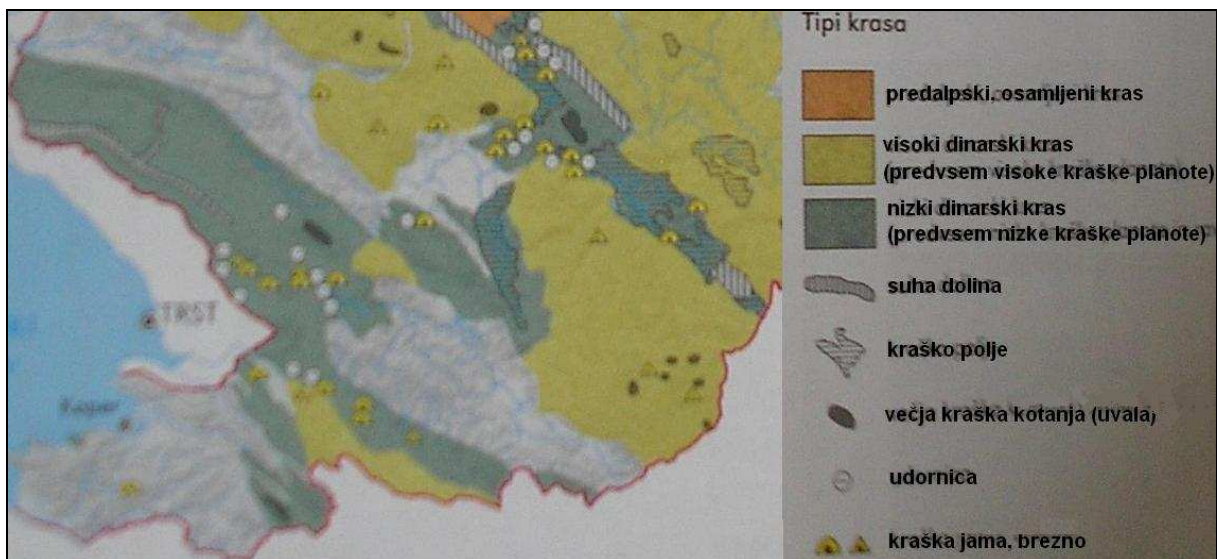 Tipi krasa
predalpski, osamljeni kras
visoki dinarski kras
(predvsem visoke kraške planote)
nizki dinarski kras
(predvsem nizke kraške planote)
suha dolina
kraško polje
večja kraška kotanja (uvala)
udornica
kraška jama, brezno
TRST
Koper